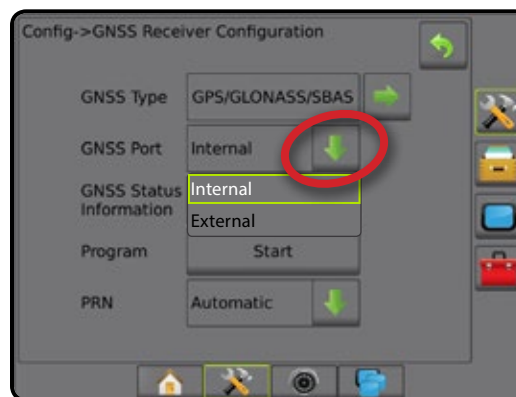 Config->GNSS Receiver Configuration
GNSS Type GPS/GLONASS/SBAS
GNSS Port Internal
Internal
External
GNSS Status
Information
Program Start
PRN Automatic